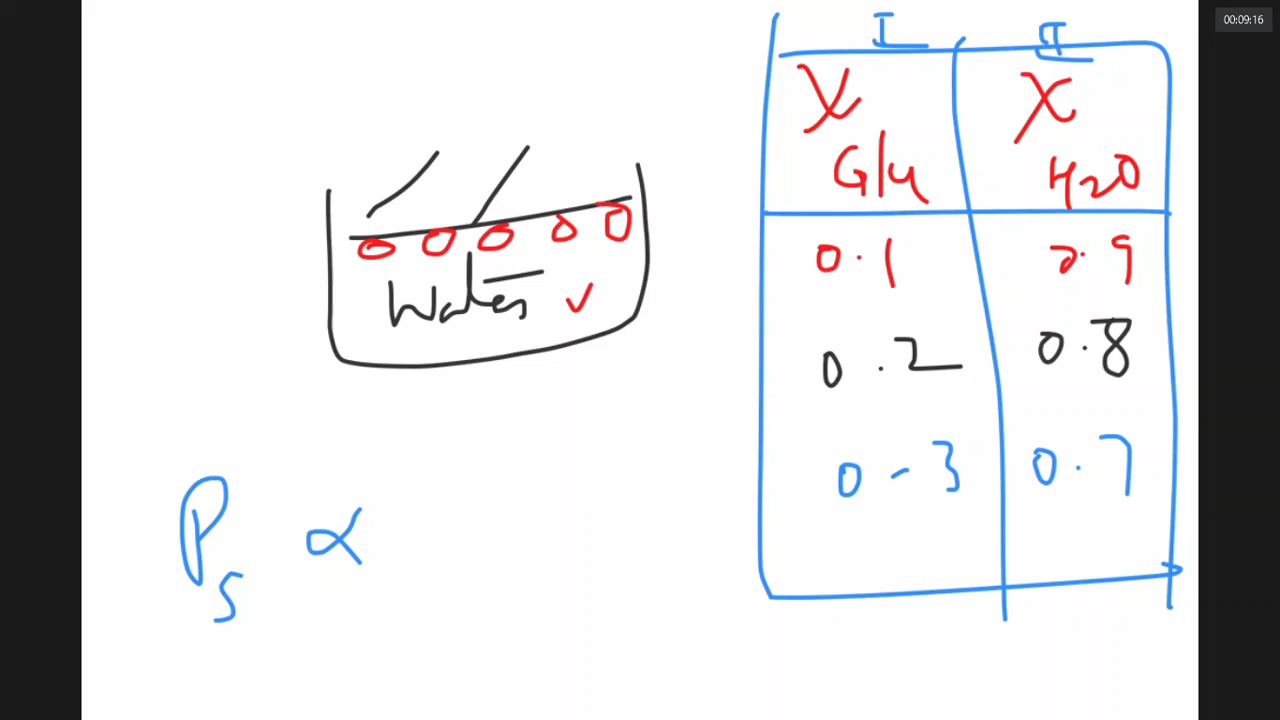 00:09:16
I II
X Glu X H2O
0.1 0.9
0.2 0.8
0.3 0.7
Water ✓
Ps ∝